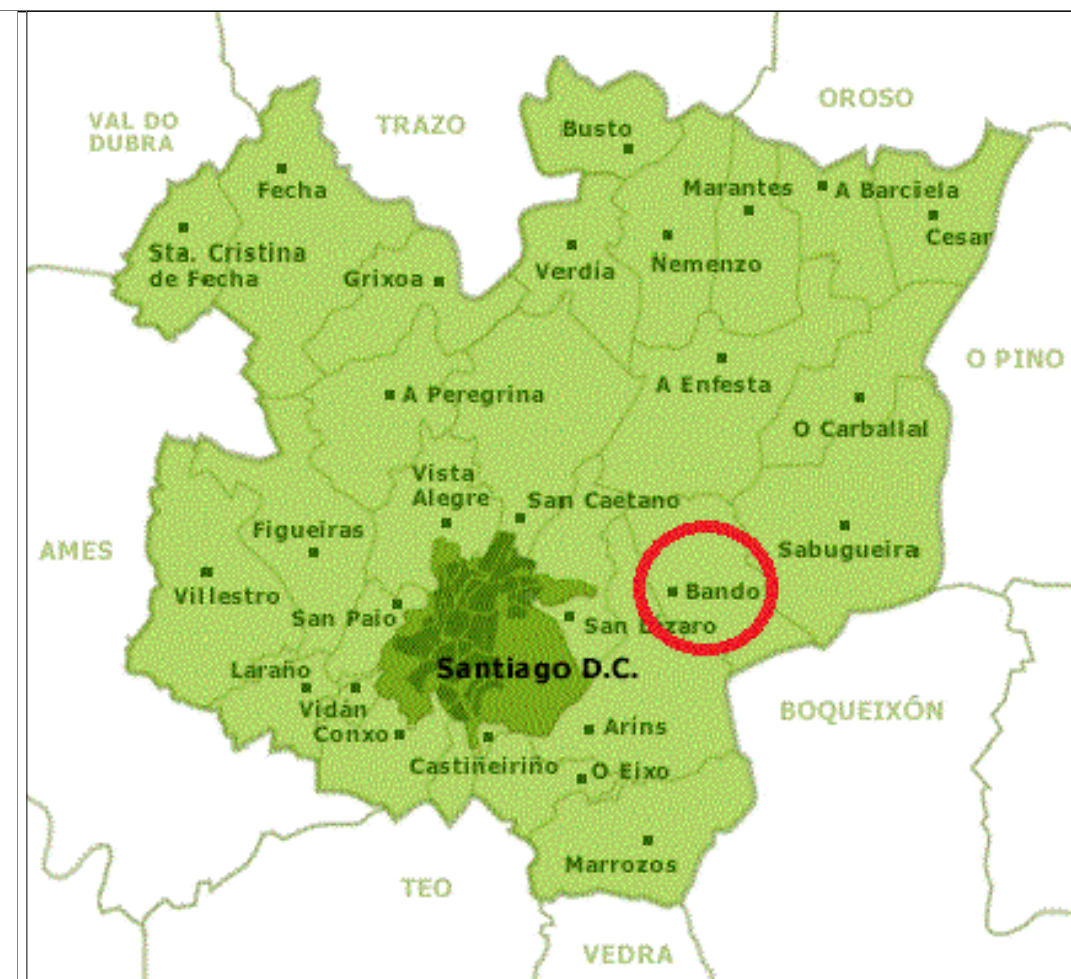 OROSO
VAL DO
DUBRA
TRAZO
Busto
Fecha
Marantes
A Barciela
Cesar
Sta. Cristina
de Fecha
Grixoa
Verdía
Nemenzo
O PINO
A Peregrina
A Enfesta
O Carballal
Vista
Alegre
San Caetano
Figueiras
AMES
Sabugueira
Villestro
Bando
San Paio
San Lázaro
Laraño
Santiago D.C.
Vidán
BOQUEIXÓN
Conxo
Aríns
Castiñeiriño
O Eixo
Marrozos
TEO
VEDRA